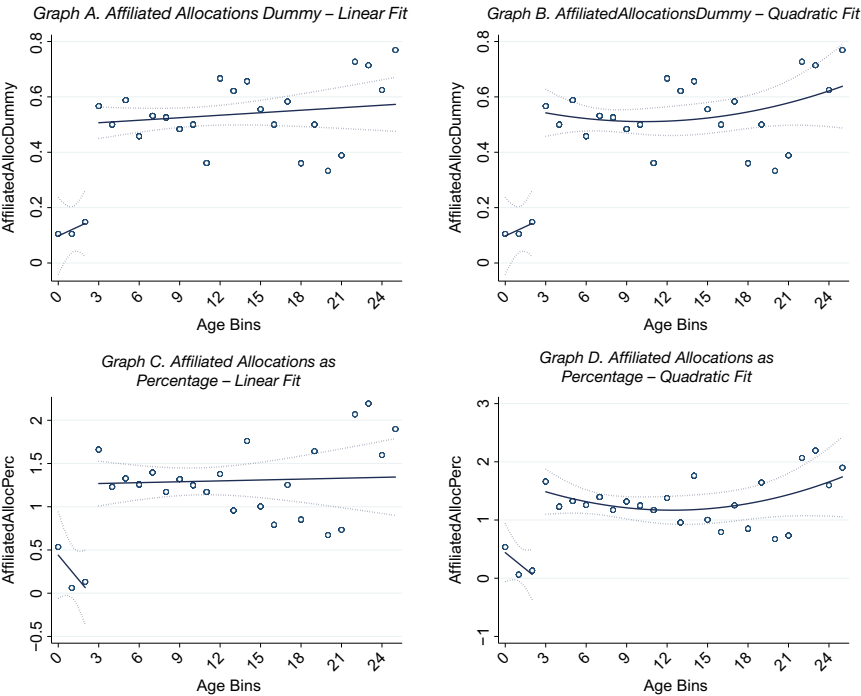 Graph A. Affiliated Allocations Dummy – Linear Fit
AffiliatedAllocDummy
0.8
0.6
0.4
0.2
0
0 3 6 9 12 15 18 21 24
Age Bins
Graph B. AffiliatedAllocationsDummy – Quadratic Fit
AffiliatedAllocDummy
0.8
0.6
0.4
0.2
0
0 3 6 9 12 15 18 21 24
Age Bins
Graph C. Affiliated Allocations as
Percentage – Linear Fit
AffiliatedAllocPerc
2
1.5
1
0.5
0
−0.5
0 3 6 9 12 15 18 21 24
Age Bins
Graph D. Affiliated Allocations as
Percentage – Quadratic Fit
AffiliatedAllocPerc
3
2
1
0
−1
0 3 6 9 12 15 18 21 24
Age Bins